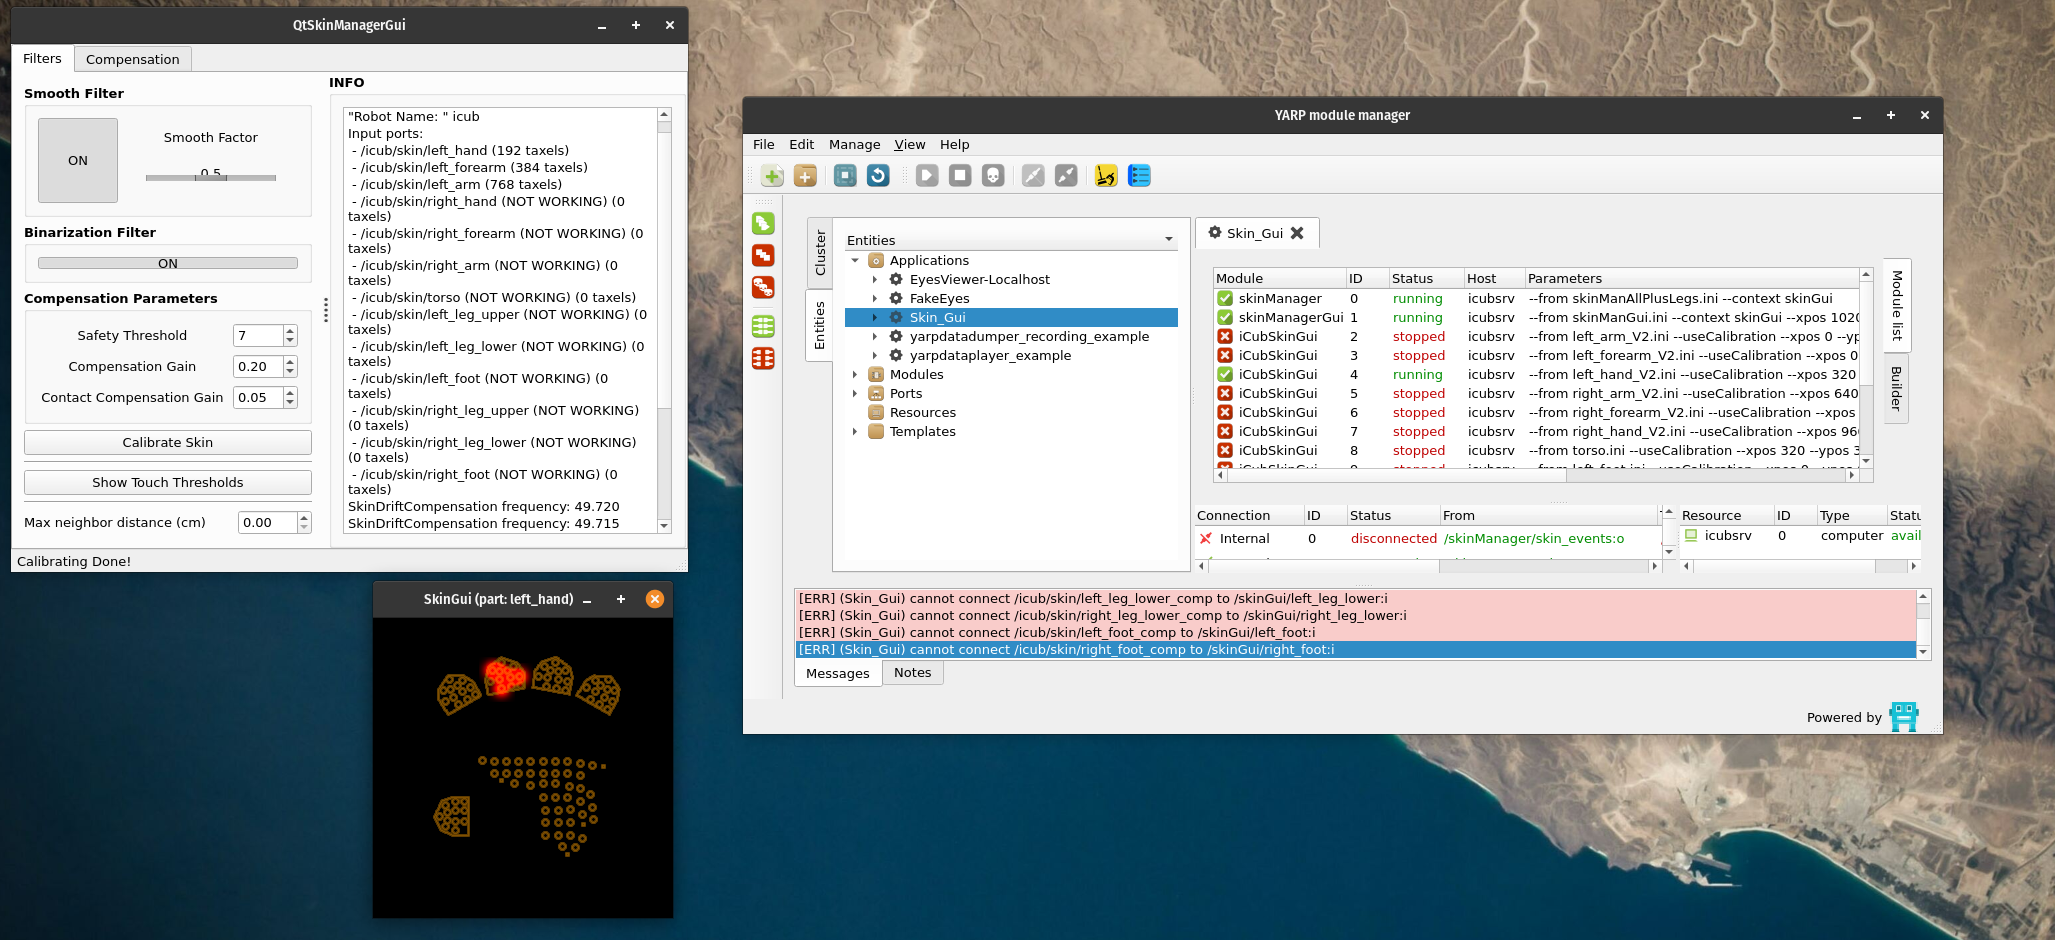 QtSkinManagerGui
Filters
Compensation
Smooth Filter
ON
Smooth Factor
0.5
Binarization Filter
ON
Compensation Parameters
Safety Threshold
7
Compensation Gain
0.20
Contact Compensation Gain
0.05
Calibrate Skin
Show Touch Thresholds
Max neighbor distance (cm)
0.00
INFO
"Robot Name: " icub
Input ports:
- /icub/skin/left_hand (192 taxels)
- /icub/skin/left_forearm (384 taxels)
- /icub/skin/left_arm (768 taxels)
- /icub/skin/right_hand (NOT WORKING) (0
taxels)
- /icub/skin/right_forearm (NOT WORKING) (0
taxels)
- /icub/skin/right_arm (NOT WORKING) (0
taxels)
- /icub/skin/torso (NOT WORKING) (0 taxels)
- /icub/skin/left_leg_upper (NOT WORKING) (0
taxels)
- /icub/skin/left_leg_lower (NOT WORKING) (0
taxels)
- /icub/skin/left_foot (NOT WORKING) (0
taxels)
- /icub/skin/right_leg_upper (NOT WORKING)
(0 taxels)
- /icub/skin/right_leg_lower (NOT WORKING)
(0 taxels)
- /icub/skin/right_foot (NOT WORKING) (0
taxels)
SkinDriftCompensation frequency: 49.720
SkinDriftCompensation frequency: 49.715
Calibrating Done!
SkinGui (part: left_hand)
YARP module manager
File Edit Manage View Help
Cluster
Entities
Entities
Applications
EyesViewer-Localhost
FakeEyes
Skin_Gui
yarpdatadumper_recording_example
yarpdataplayer_example
Modules
Ports
Resources
Templates
Skin_Gui
Module ID Status Host Parameters
skinManager 0 running icubsrv --from skinManAllPlusLegs.ini --context skinGui
skinManagerGui 1 running icubsrv --from skinManGui.ini --context skinGui --xpos 1020
iCubSkinGui 2 stopped icubsrv --from left_arm_V2.ini --useCalibration --xpos 0 --yp
iCubSkinGui 3 stopped icubsrv --from left_forearm_V2.ini --useCalibration --xpos 0
iCubSkinGui 4 running icubsrv --from left_hand_V2.ini --useCalibration --xpos 320
iCubSkinGui 5 stopped icubsrv --from right_arm_V2.ini --useCalibration --xpos 640
iCubSkinGui 6 stopped icubsrv --from right_forearm_V2.ini --useCalibration --xpos
iCubSkinGui 7 stopped icubsrv --from right_hand_V2.ini --useCalibration --xpos 96
iCubSkinGui 8 stopped icubsrv --from torso.ini --useCalibration --xpos 320 --ypos 3
Module list
Builder
Connection ID Status From
Internal 0 disconnected /skinManager/skin_events:o
Resource ID Type Statu
icubsrv 0 computer avail
[ERR] (Skin_Gui) cannot connect /icub/skin/left_leg_lower_comp to /skinGui/left_leg_lower:i
[ERR] (Skin_Gui) cannot connect /icub/skin/right_leg_lower_comp to /skinGui/right_leg_lower:i
[ERR] (Skin_Gui) cannot connect /icub/skin/left_foot_comp to /skinGui/left_foot:i
[ERR] (Skin_Gui) cannot connect /icub/skin/right_foot_comp to /skinGui/right_foot:i
Messages
Notes
Powered by